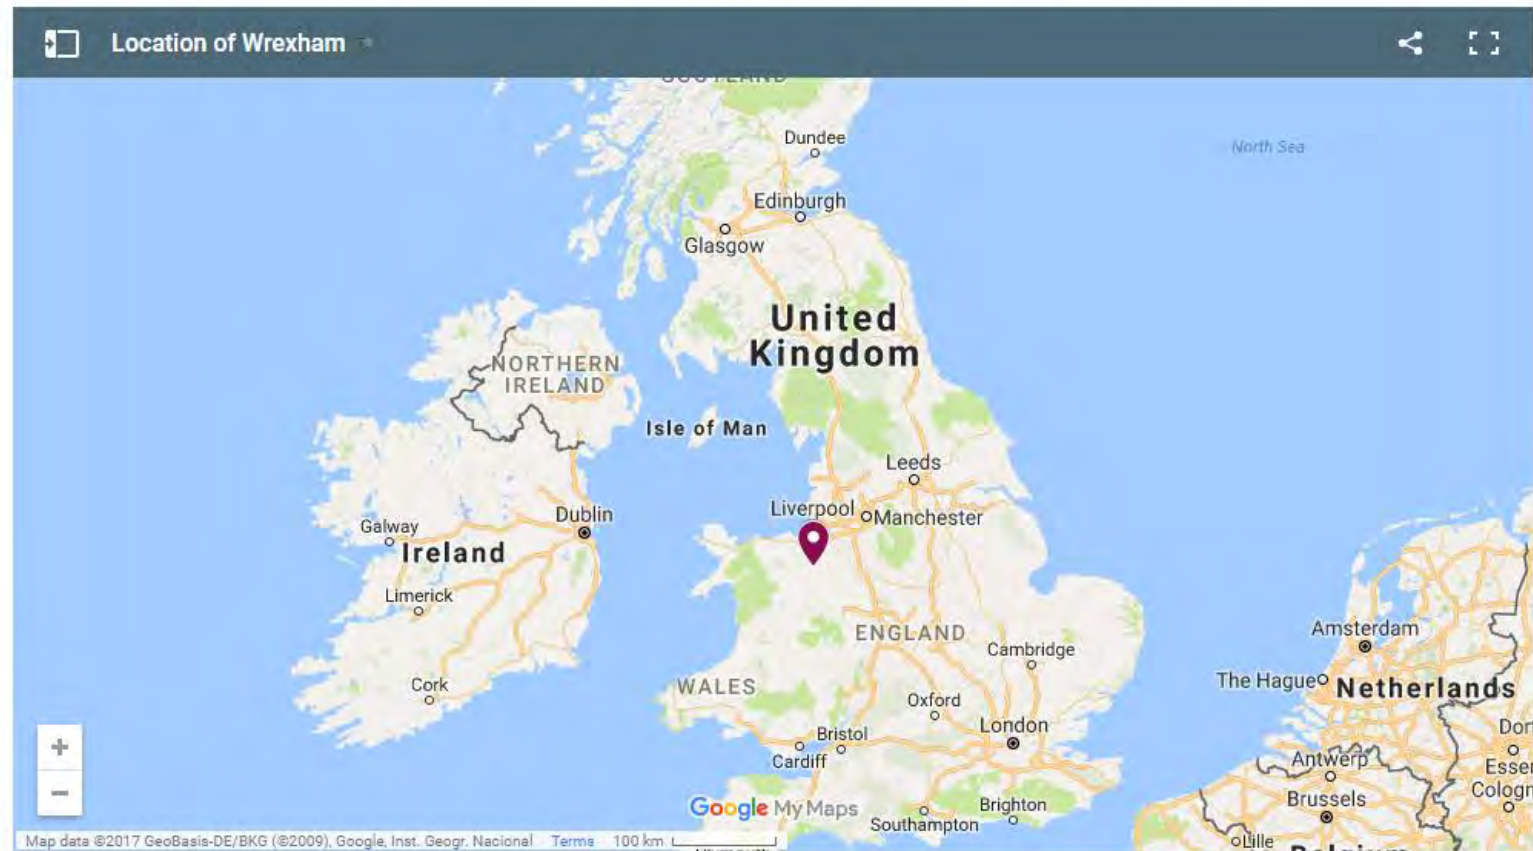 Location of Wrexham
SCOTLAND
Dundee
North Sea
Edinburgh
Glasgow
United
Kingdom
NORTHERN
IRELAND
Isle of Man
Leeds
Liverpool
Manchester
Dublin
Galway
Ireland
Limerick
ENGLAND
Amsterdam
Cambridge
The Hague
Netherlands
Cork
WALES
Oxford
London
Bristol
Cardiff
Antwerp
Brussels
Google My Maps
Brighton
Southampton
Map data ©2017 GeoBasis-DE/BKG (©2009), Google, Inst. Geogr. Nacional Terms 100 km
Lille